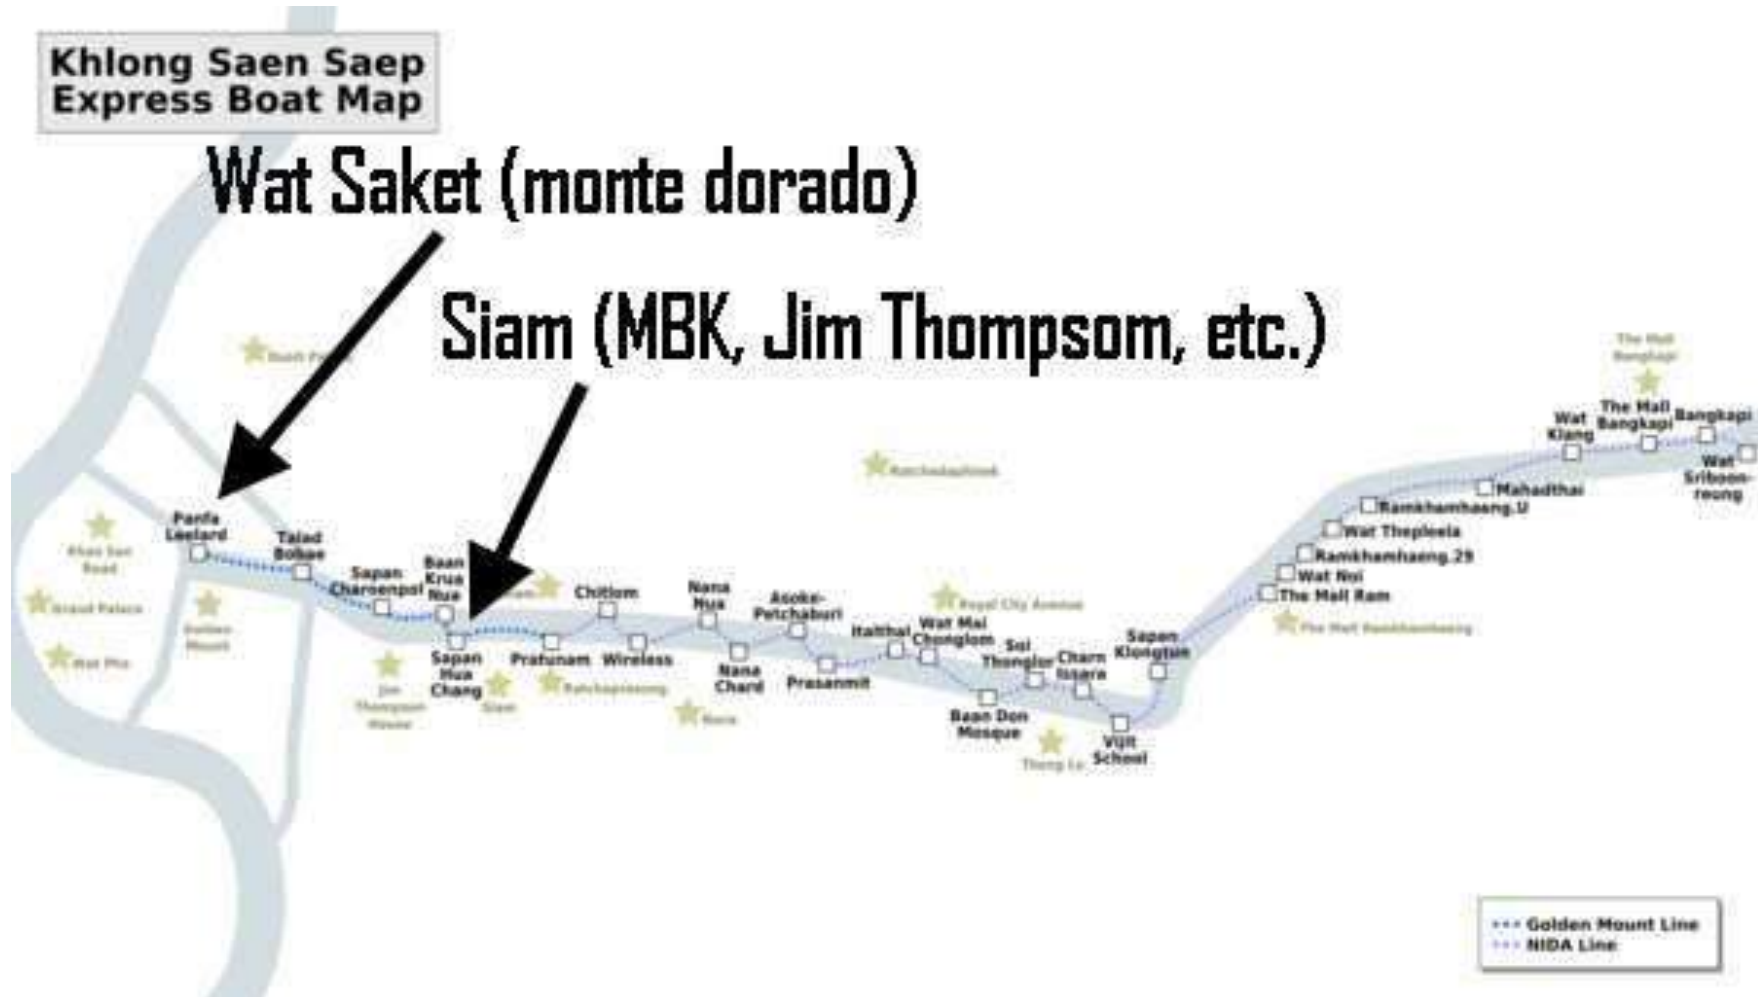 Khlong Saen Saep
Express Boat Map
Wat Saket (monte dorado)
Siam (MBK, Jim Thompsom, etc.)
The Mall
Bangkapi
Wat
Klang
The Mall
Bangkapi
Bangkapi
Wat
Sriboon-
reung
Mahadthai
Ramkhamhaeng.U
Wat Thepleela
Ramkhamhaeng.29
Wat Noi
The Mall Ram
The Mall Ramkhamhaeng
Ratchadaphisek
Panfa
Leelard
Talad
Bobae
Sapan
Charoenpol
Baan
Krua
Nua
Sapan
Hua
Chang
Pratunam
Chitlom
Wireless
Nana
Nua
Nana
Chard
Asoke-
Petchaburi
Prasanmit
Italthai
Wat Mai
Chonglom
Royal City Avenue
Baan Don
Mosque
Soi
Thonglor
Charn
Issara
Vijit
School
Sapan
Klongtun
Khao San
Road
Grand Palace
Wat Pho
Golden
Mount
Jim
Thompson
House
Siam
Ratchaprasong
Nana
Thong Lo
Golden Mount Line
NIDA Line